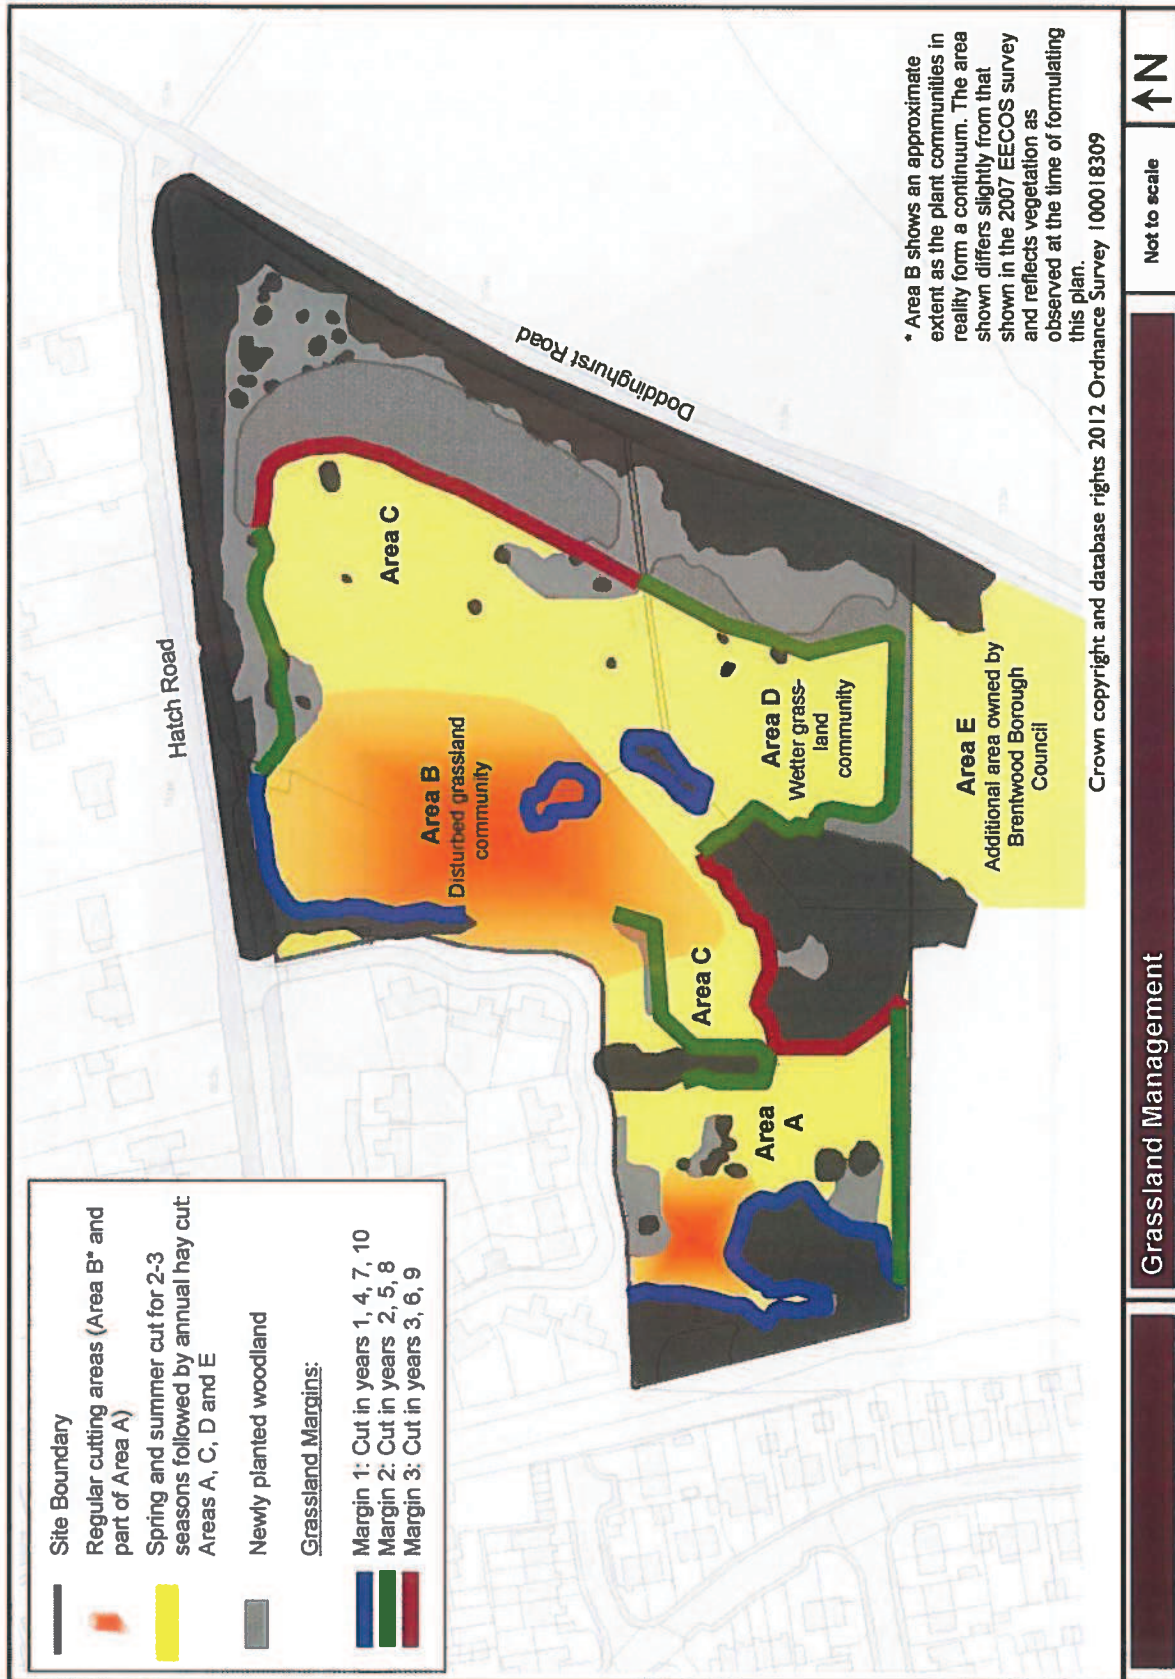 Site Boundary
Regular cutting areas (Area B* and
part of Area A)
Spring and summer cut for 2-3
seasons followed by annual hay cut:
Areas A, C, D and E
Newly planted woodland
Grassland Margins:
Margin 1: Cut in years 1, 4, 7, 10
Margin 2: Cut in years 2, 5, 8
Margin 3: Cut in years 3, 6, 9
Hatch Road
Doddinghurst Road
Area C
Area B
Disturbed grassland
community
Area C
Area
A
Area D
Wetter grass-
land
community
Area E
Additional area owned by
Brentwood Borough
Council
* Area B shows an approximate
extent as the plant communities in
reality form a continuum. The area
shown differs slightly from that
shown in the 2007 EECOS survey
and reflects vegetation as
observed at the time of formulating
this plan.
Crown copyright and database rights 2012 Ordnance Survey 100018309
Grassland Management
Not to scale
N